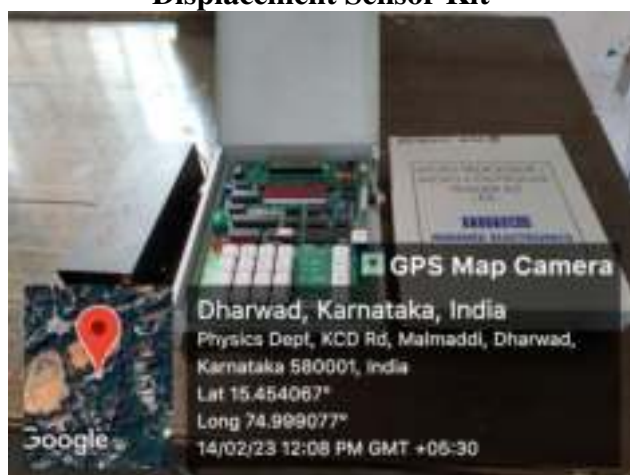 Displacement Sensor Kit
GPS Map Camera
Dharwad, Karnataka, India
Physics Dept, KCD Rd, Malmaddi, Dharwad,
Karnataka 580001, India
Lat 15.454067°
Long 74.999077°
14/02/23 12:08 PM GMT +05:30
Google